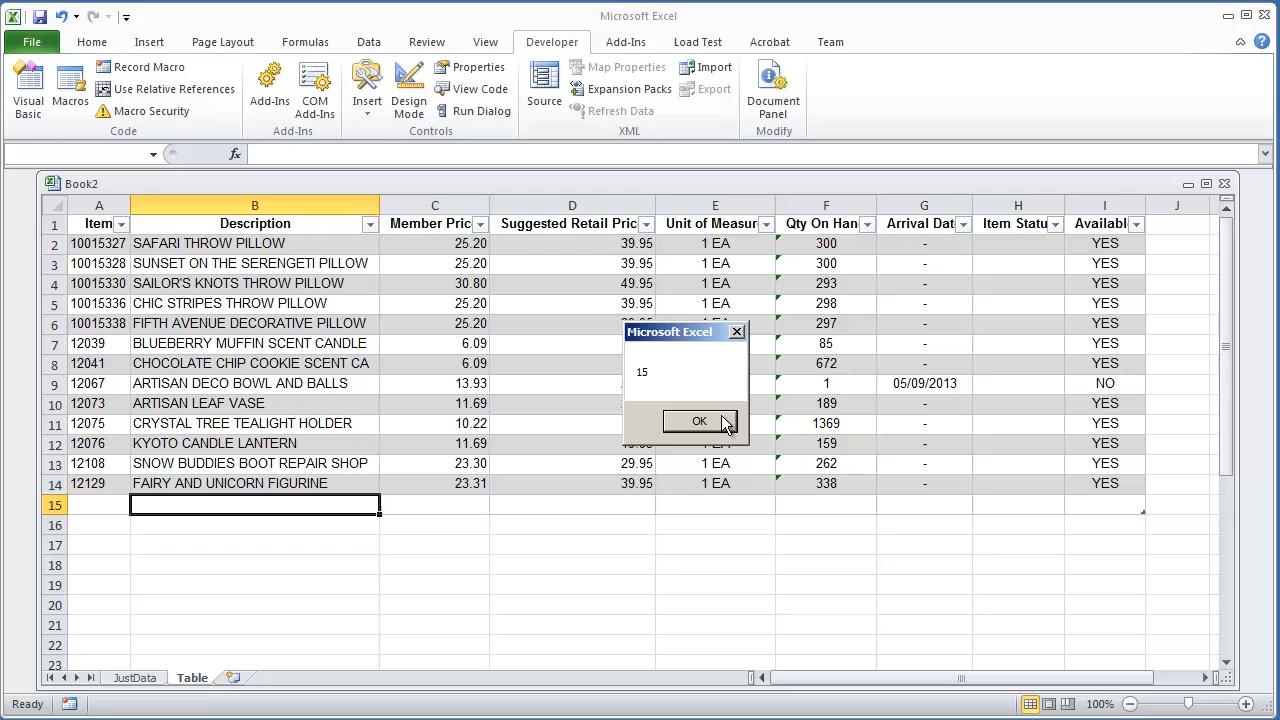 Microsoft Excel
File Home Insert Page Layout Formulas Data Review View Developer Add-Ins Load Test Acrobat Team
Visual Basic
Macros
Record Macro
Use Relative References
Macro Security
Code
Add-Ins
COM Add-Ins
Add-Ins
Insert
Design Mode
Properties
View Code
Run Dialog
Controls
Source
Map Properties
Expansion Packs
Refresh Data
Import
Export
XML
Document Panel
Modify
fx
Book2
A B C D E F G H I J
1 Item Description Member Pric Suggested Retail Pric Unit of Measur Qty On Han Arrival Dat Item Statu Availabl
2 10015327 SAFARI THROW PILLOW 25.20 39.95 1 EA 300 - YES
3 10015328 SUNSET ON THE SERENGETI PILLOW 25.20 39.95 1 EA 300 - YES
4 10015330 SAILOR'S KNOTS THROW PILLOW 30.80 49.95 1 EA 293 - YES
5 10015336 CHIC STRIPES THROW PILLOW 25.20 39.95 1 EA 298 - YES
6 10015338 FIFTH AVENUE DECORATIVE PILLOW 25.20 1 EA 297 - YES
7 12039 BLUEBERRY MUFFIN SCENT CANDLE 6.09 85 - YES
8 12041 CHOCOLATE CHIP COOKIE SCENT CA 6.09 672 - YES
9 12067 ARTISAN DECO BOWL AND BALLS 13.93 1 05/09/2013 NO
10 12073 ARTISAN LEAF VASE 11.69 189 - YES
11 12075 CRYSTAL TREE TEALIGHT HOLDER 10.22 1369 - YES
12 12076 KYOTO CANDLE LANTERN 11.69 1 EA 159 - YES
13 12108 SNOW BUDDIES BOOT REPAIR SHOP 23.30 29.95 1 EA 262 - YES
14 12129 FAIRY AND UNICORN FIGURINE 23.31 39.95 1 EA 338 - YES
15
16
17
18
19
20
21
22
23
Microsoft Excel
15
OK
JustData Table
Ready 100%